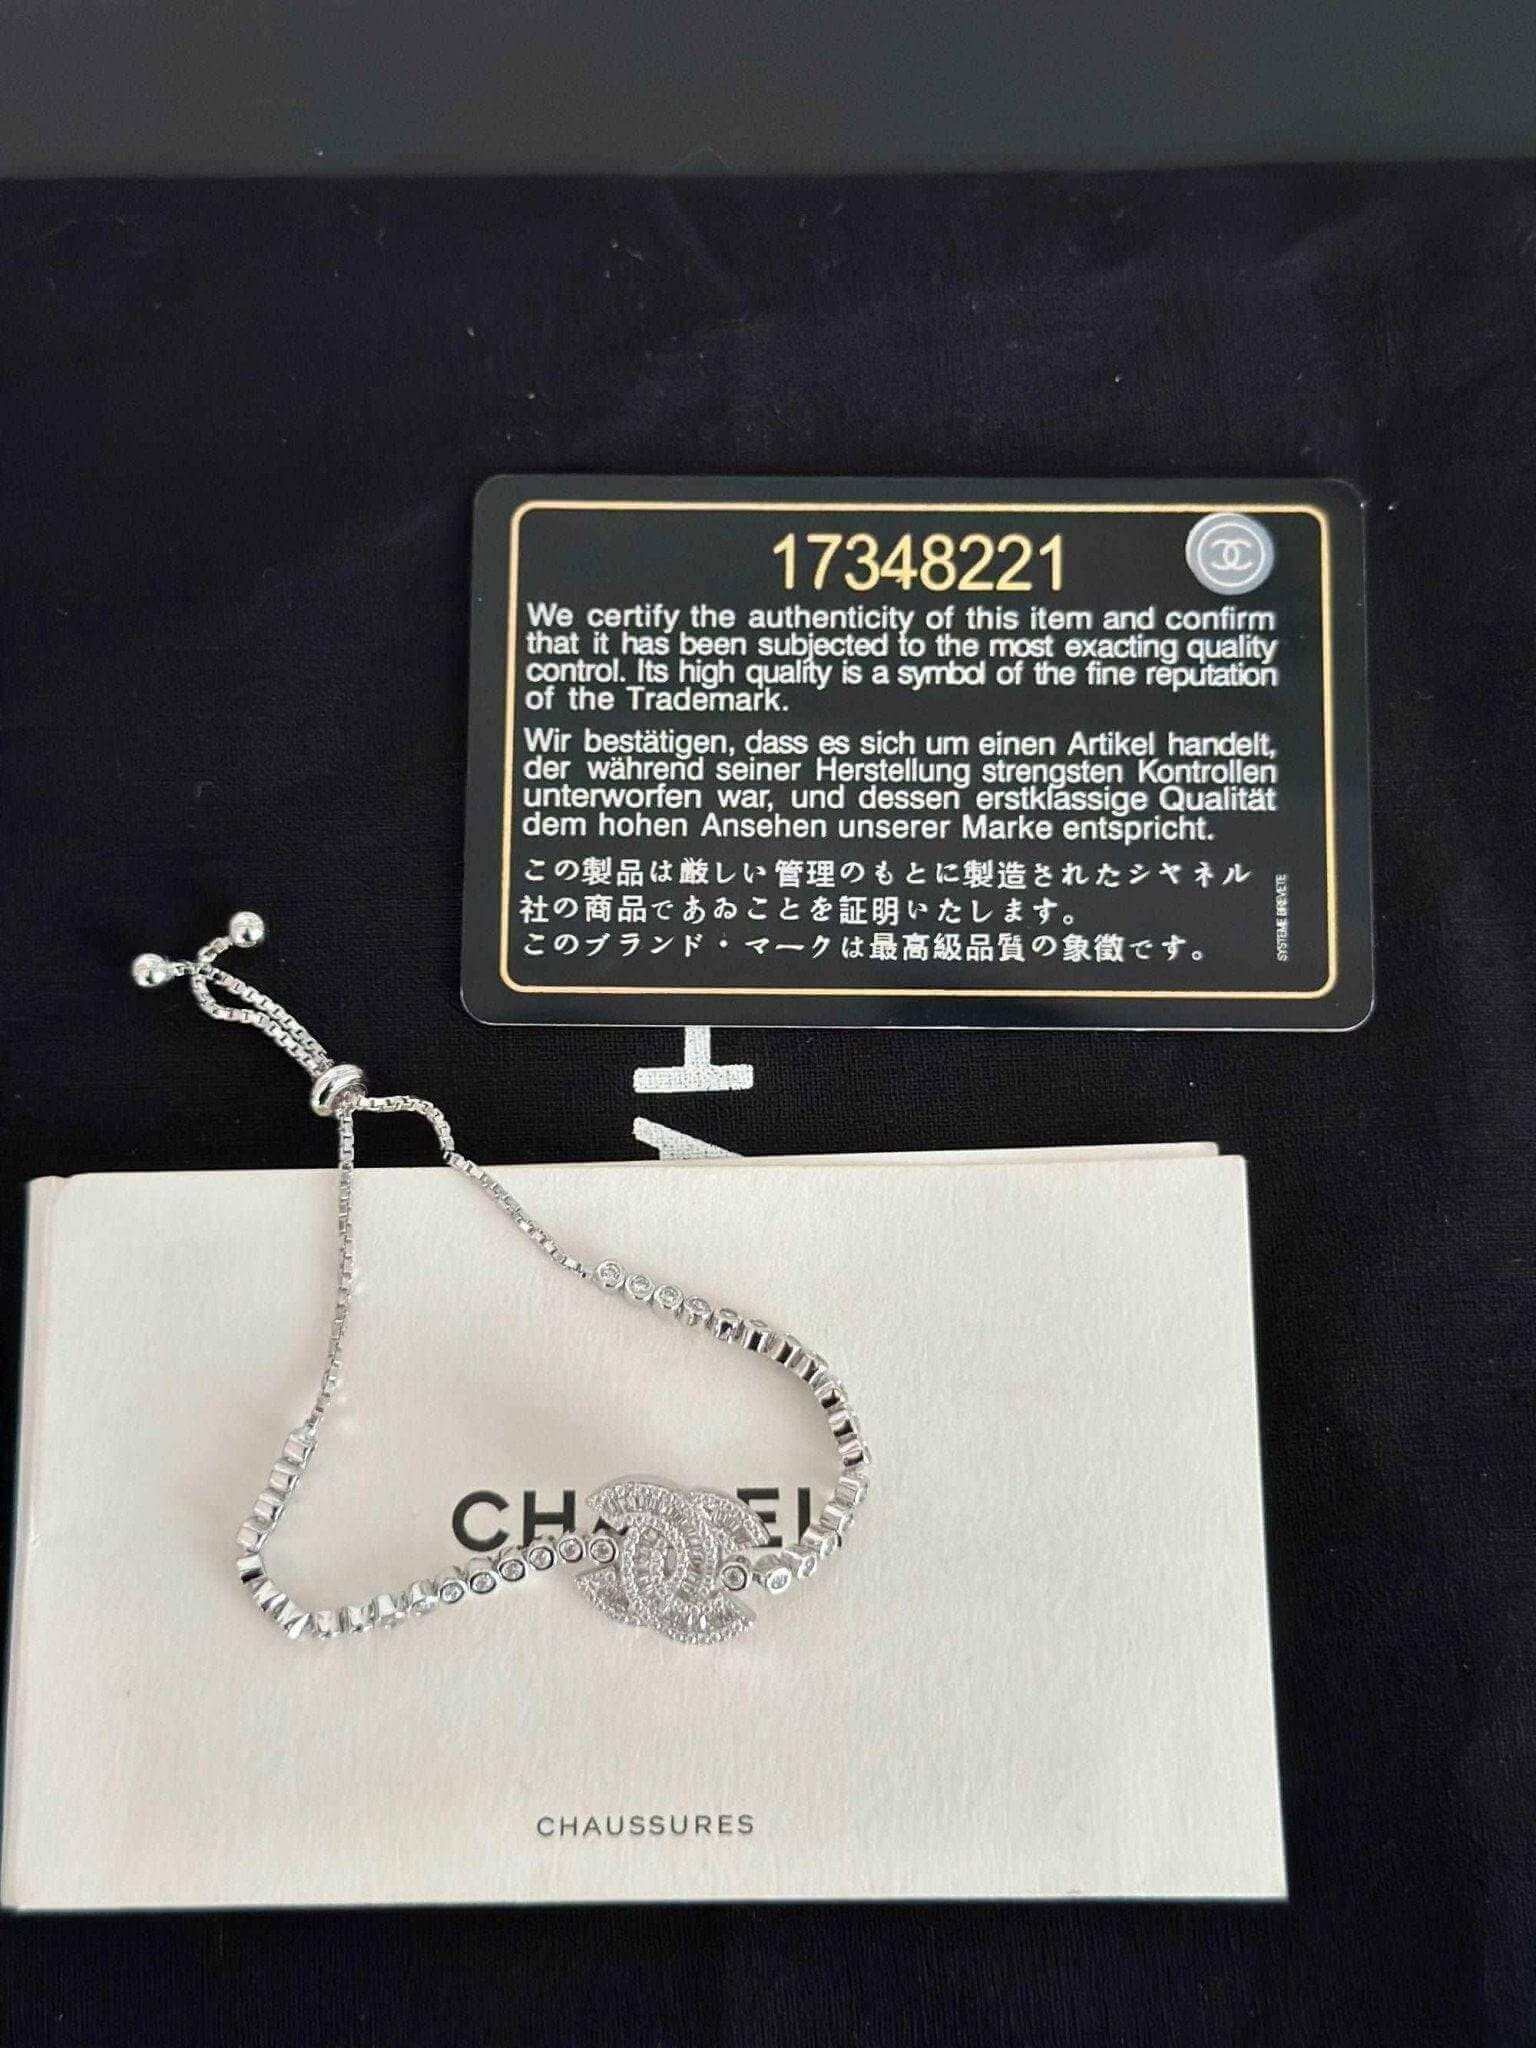 17348221
We certify the authenticity of this item and confirm
that it has been subjected to the most exacting quality
control. Its high quality is a symbol of the fine reputation
of the Trademark.
Wir bestätigen, dass es sich um einen Artikel handelt,
der während seiner Herstellung strengsten Kontrollen
unterworfen war, und dessen erstklassige Qualität
dem hohen Ansehen unserer Marke entspricht.
この製品は厳しい管理のもとに製造されたシャネル
社の商品であゐことを証明いたします。
このブランド・マークは最高級品質の象徴です。
SYSTEME BREVETE
CHANEL
CHAUSSURES